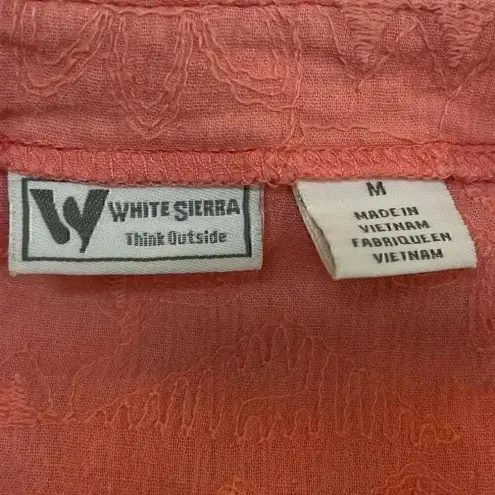 WHITE SIERRA
Think Outside
M
MADE IN
VIETNAM
FABRIQUE EN
VIETNAM